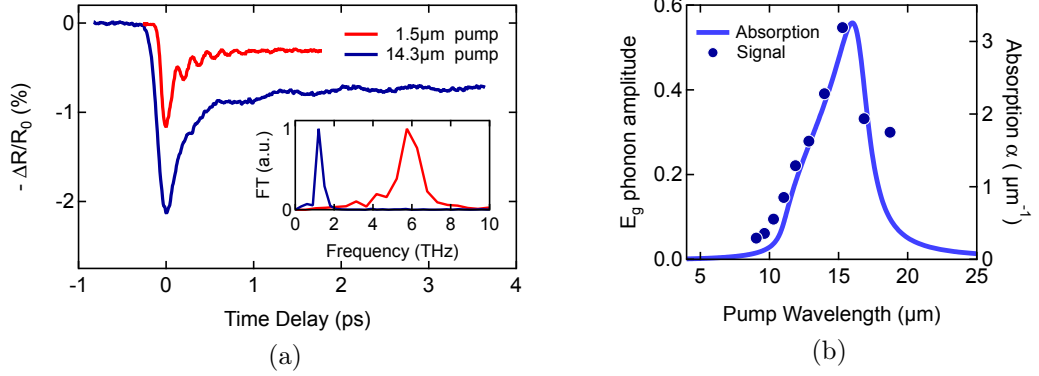 - ΔR/R0 (%)
0
-1
-2
1.5μm pump
14.3μm pump
FT (a.u.)
1
0
0 2 4 6 8 10
Frequency (THz)
-1 0 1 2 3 4
Time Delay (ps)
(a)
Eg phonon amplitude
0.6
0.4
0.2
0.0
Absorption
Signal
3
2
1
0
Absorption α ( μm-1)
5 10 15 20 25
Pump Wavelength (μm)
(b)